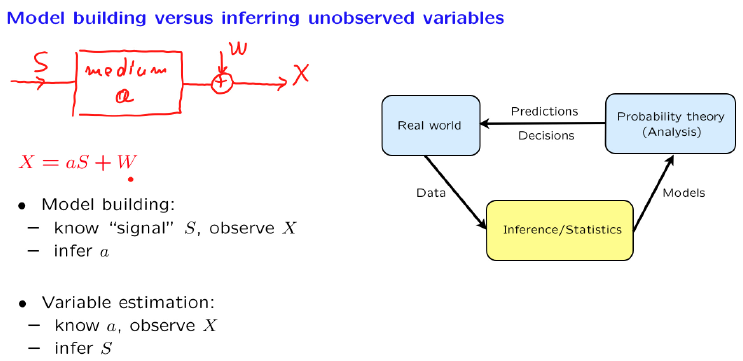 Model building versus inferring unobserved variables
S
medium
a
W
X
X = aS + W
• Model building:
– know “signal” S, observe X
– infer a
• Variable estimation:
– know a, observe X
– infer S
Real world
Predictions
Decisions
Probability theory
(Analysis)
Data
Models
Inference/Statistics